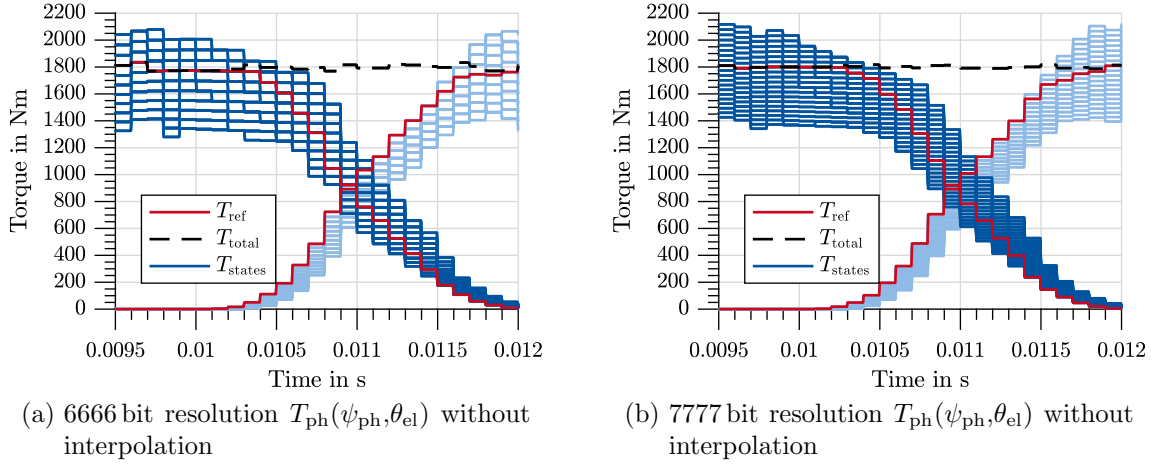 2200
2000
1800
1600
1400
1200
1000
800
600
400
200
0
Torque in Nm
T_ref
T_total
T_states
0.0095 0.01 0.0105 0.011 0.0115 0.012
Time in s
(a) 6666 bit resolution T_ph(ψ_ph,θ_el) without
interpolation
2200
2000
1800
1600
1400
1200
1000
800
600
400
200
0
Torque in Nm
T_ref
T_total
T_states
0.0095 0.01 0.0105 0.011 0.0115 0.012
Time in s
(b) 7777 bit resolution T_ph(ψ_ph,θ_el) without
interpolation